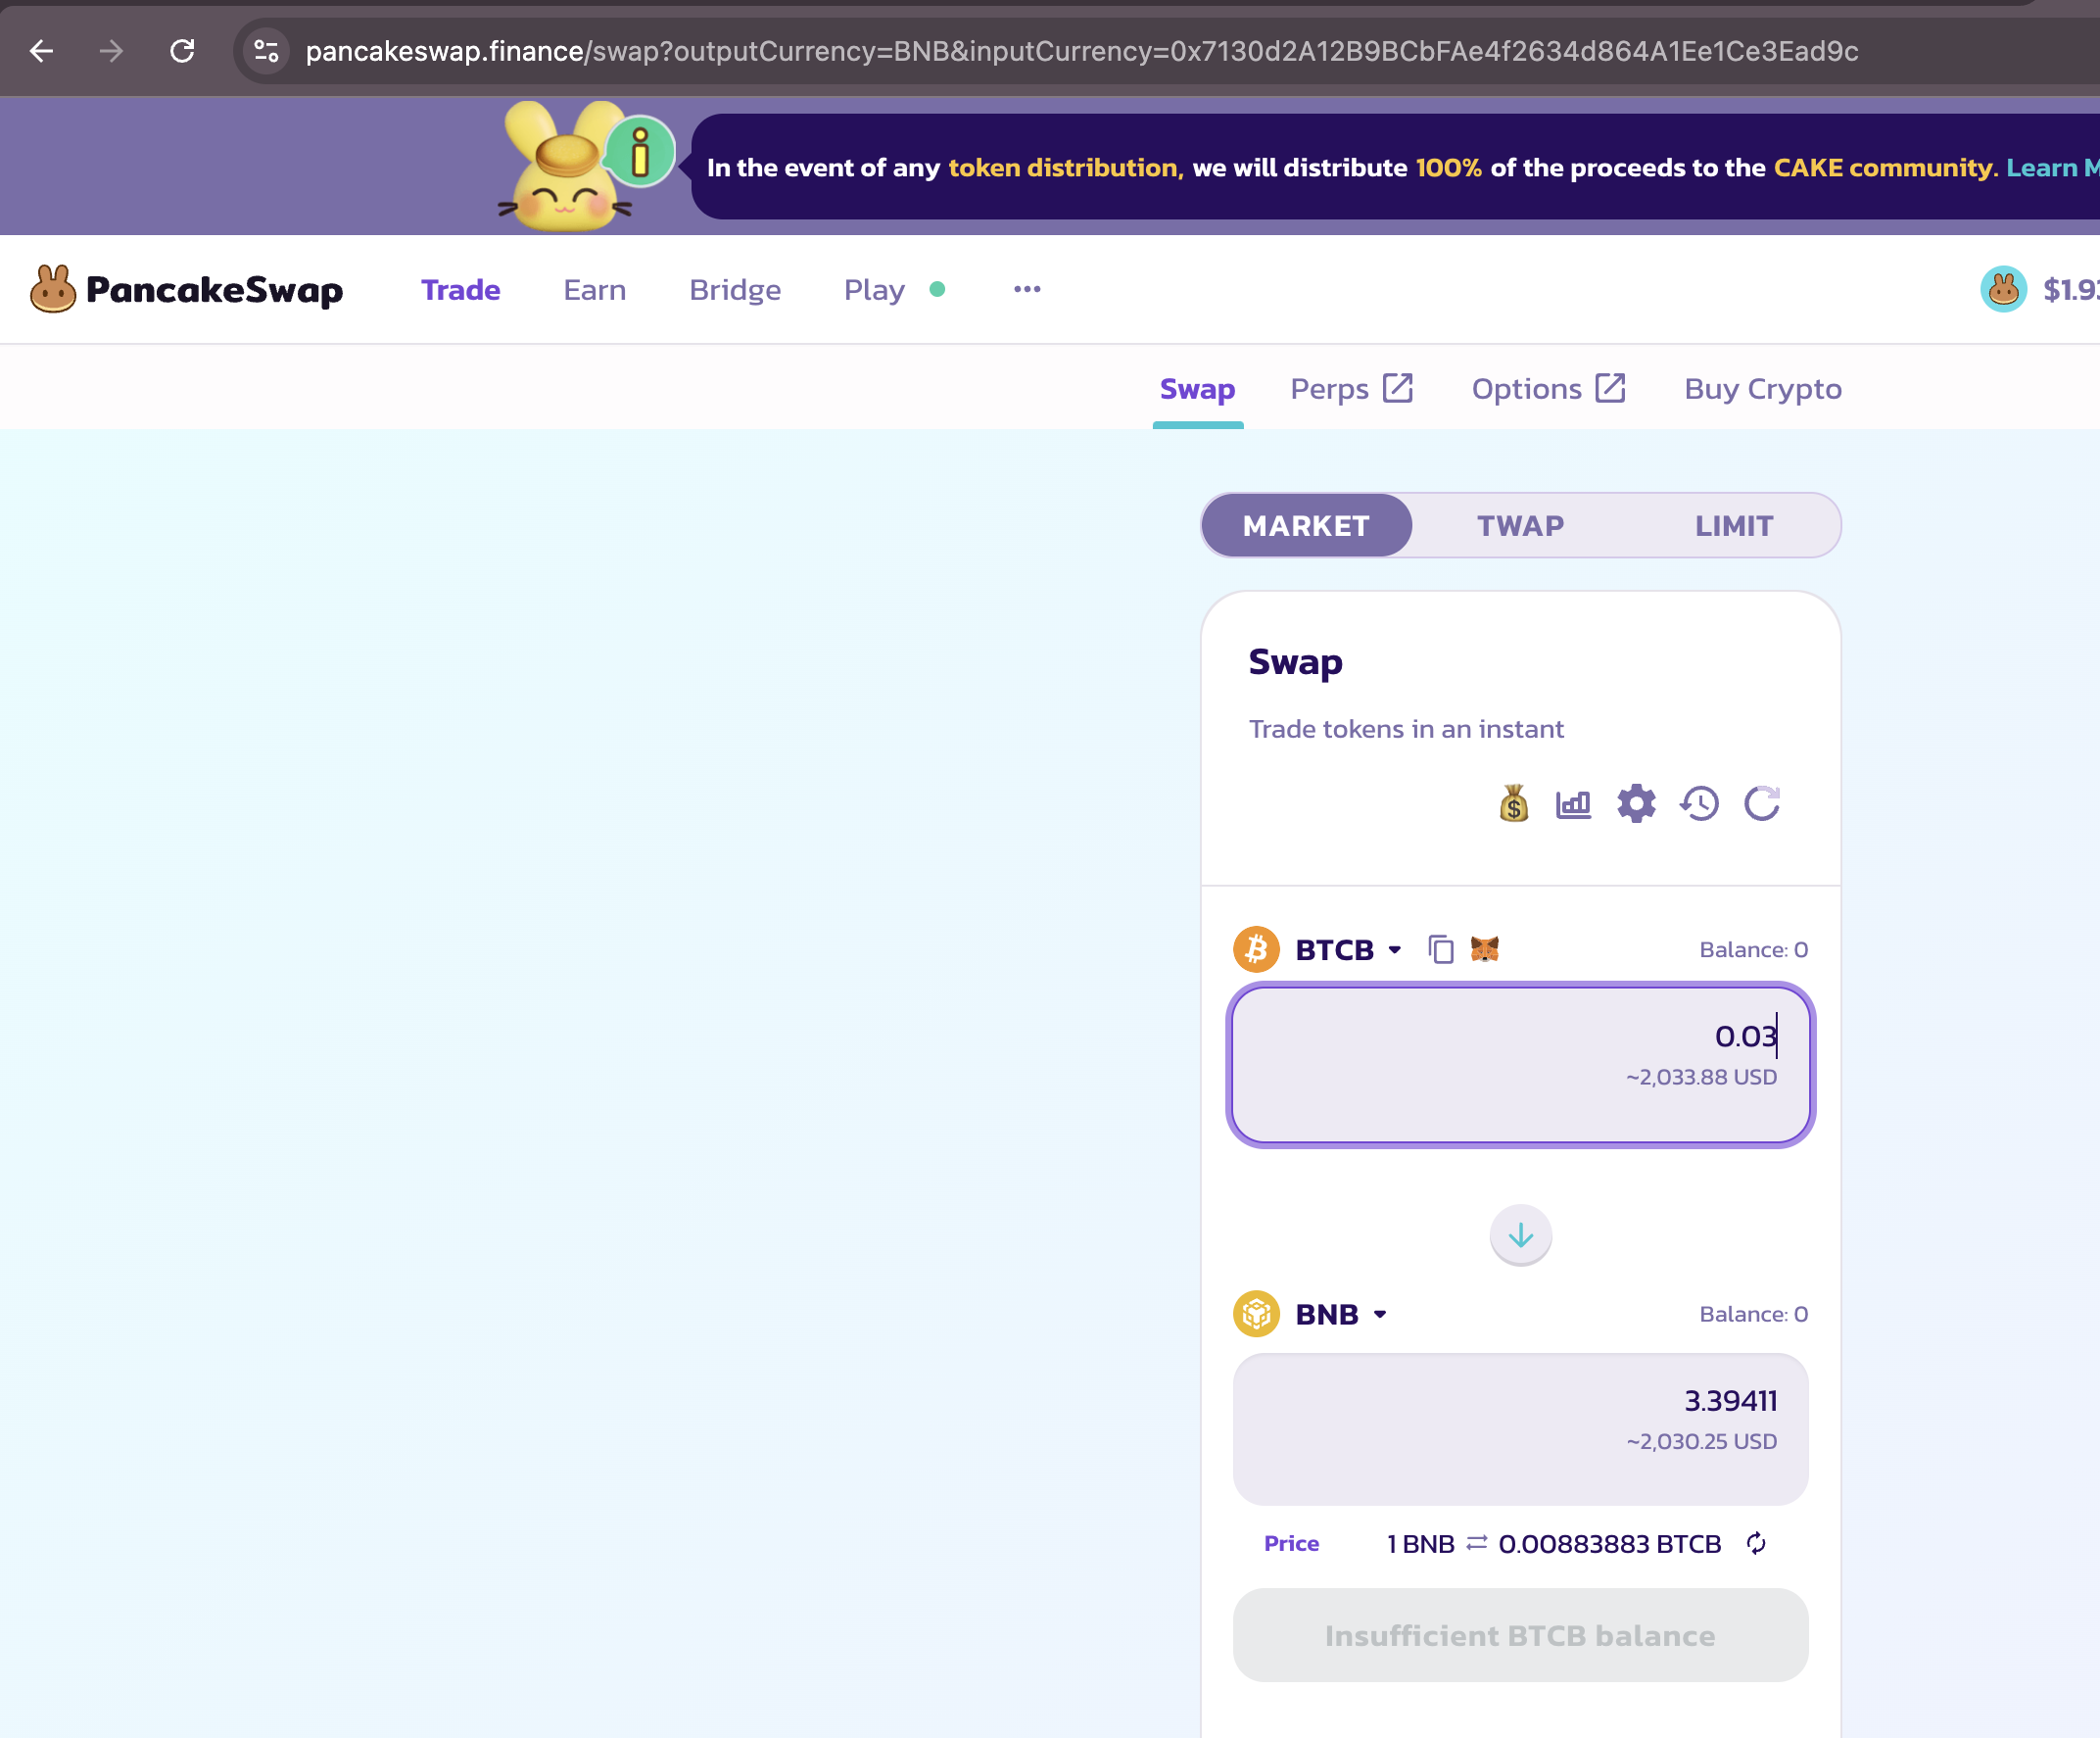 pancakeswap.finance/swap?outputCurrency=BNB&inputCurrency=0x7130d2A12B9BCbFAe4f2634d864A1Ee1Ce3Ead9c
In the event of any token distribution, we will distribute 100% of the proceeds to the CAKE community. Learn
PancakeSwap Trade Earn Bridge Play ••• $1.93
Swap Perps Options Buy Crypto
MARKET TWAP LIMIT
Swap
Trade tokens in an instant
BTCB Balance: 0
0.03
~2,033.88 USD
BNB Balance: 0
3.39411
~2,030.25 USD
Price 1 BNB ⇄ 0.00883883 BTCB
Insufficient BTCB balance